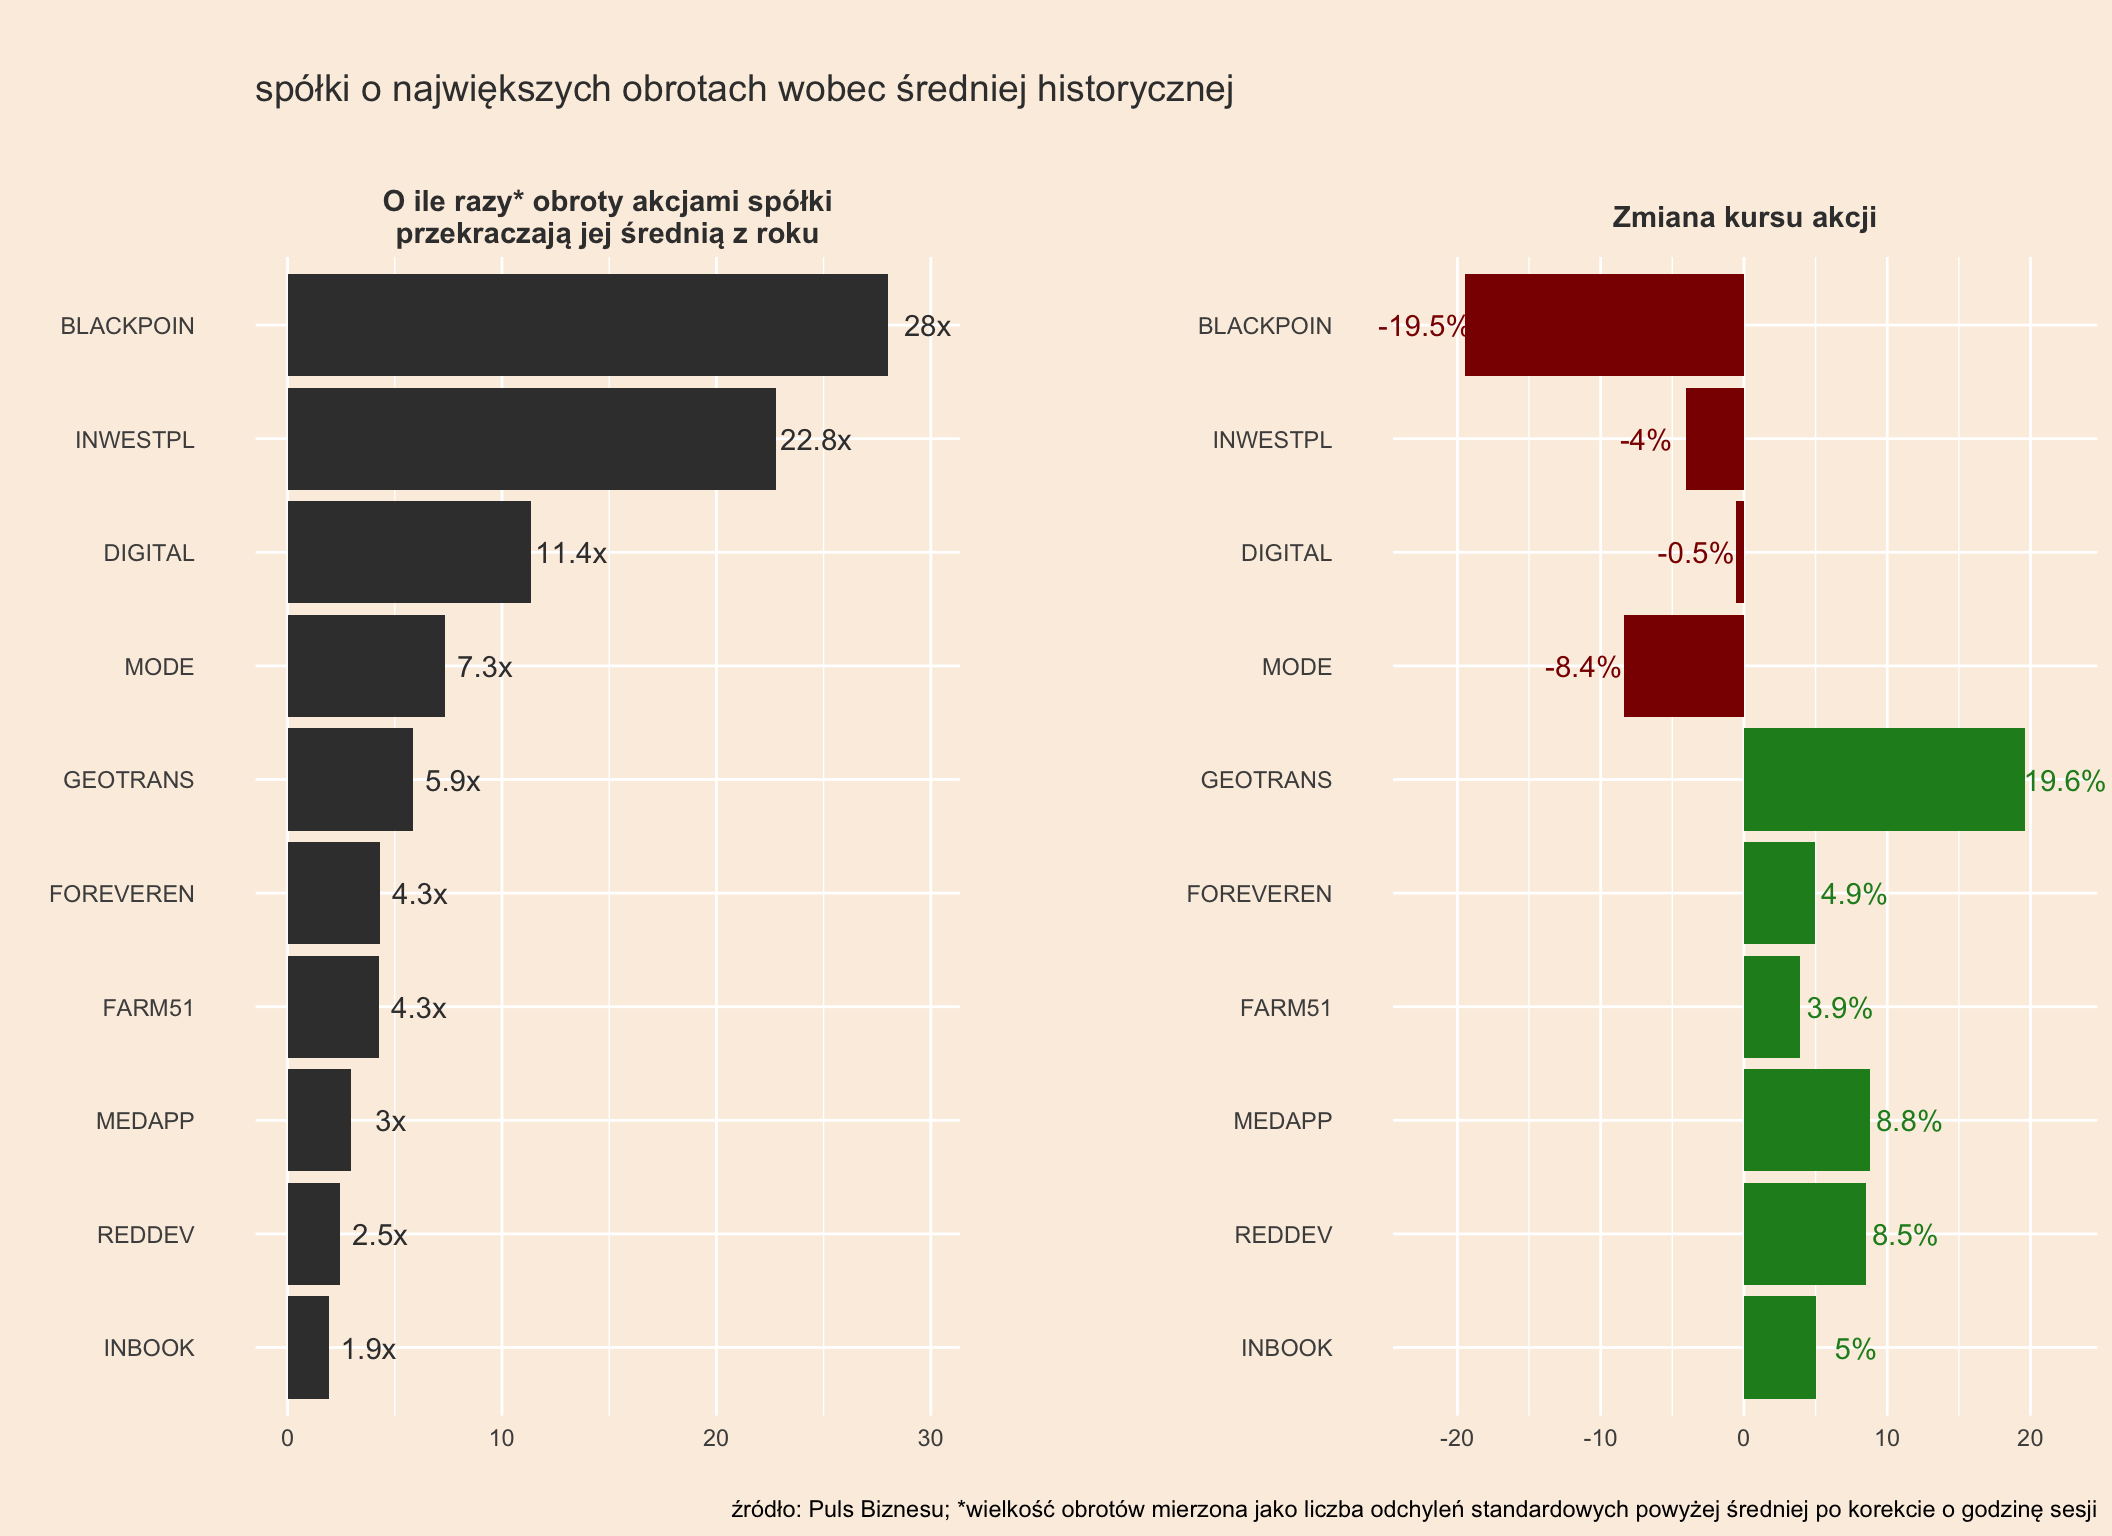 spółki o największych obrotach wobec średniej historycznej
O ile razy* obroty akcjami spółki
przekraczają jej średnią z roku
BLACKPOIN 28x
INWESTPL 22.8x
DIGITAL 11.4x
MODE 7.3x
GEOTRANS 5.9x
FOREVEREN 4.3x
FARM51 4.3x
MEDAPP 3x
REDDEV 2.5x
INBOOK 1.9x
0 10 20 30
Zmiana kursu akcji
BLACKPOIN -19.5%
INWESTPL -4%
DIGITAL -0.5%
MODE -8.4%
GEOTRANS 19.6%
FOREVEREN 4.9%
FARM51 3.9%
MEDAPP 8.8%
REDDEV 8.5%
INBOOK 5%
-20 -10 0 10 20
źródło: Puls Biznesu; *wielkość obrotów mierzona jako liczba odchyleń standardowych powyżej średniej po korekcie o godzinę sesji